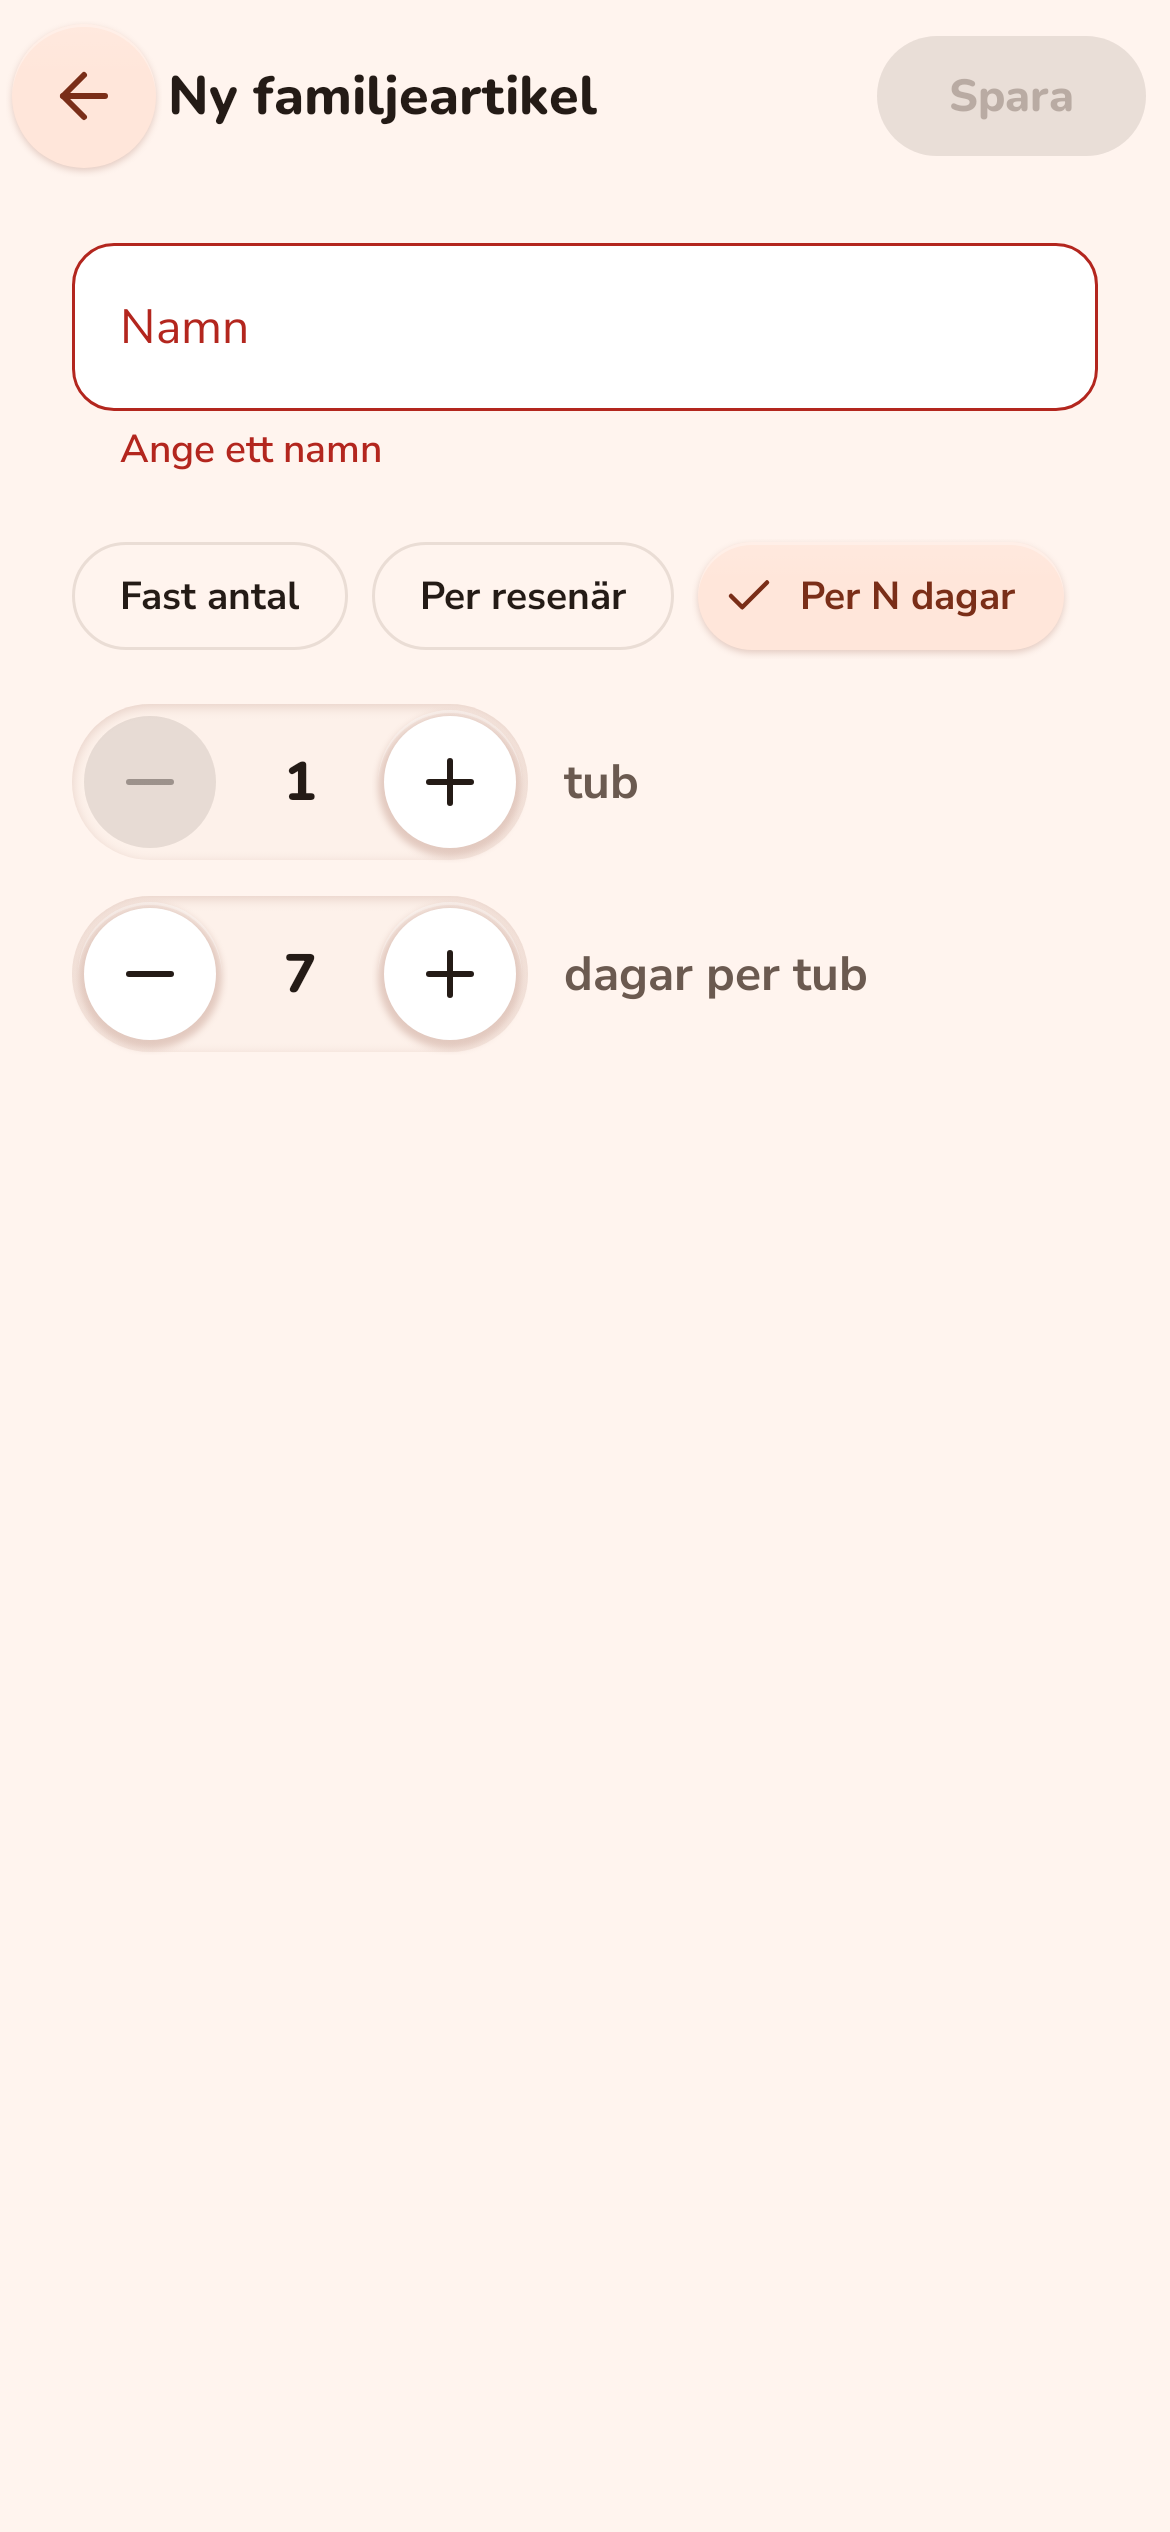 Ny familjeartikel
Spara
Namn
Ange ett namn
Fast antal
Per resenär
Per N dagar
1
tub
7
dagar per tub